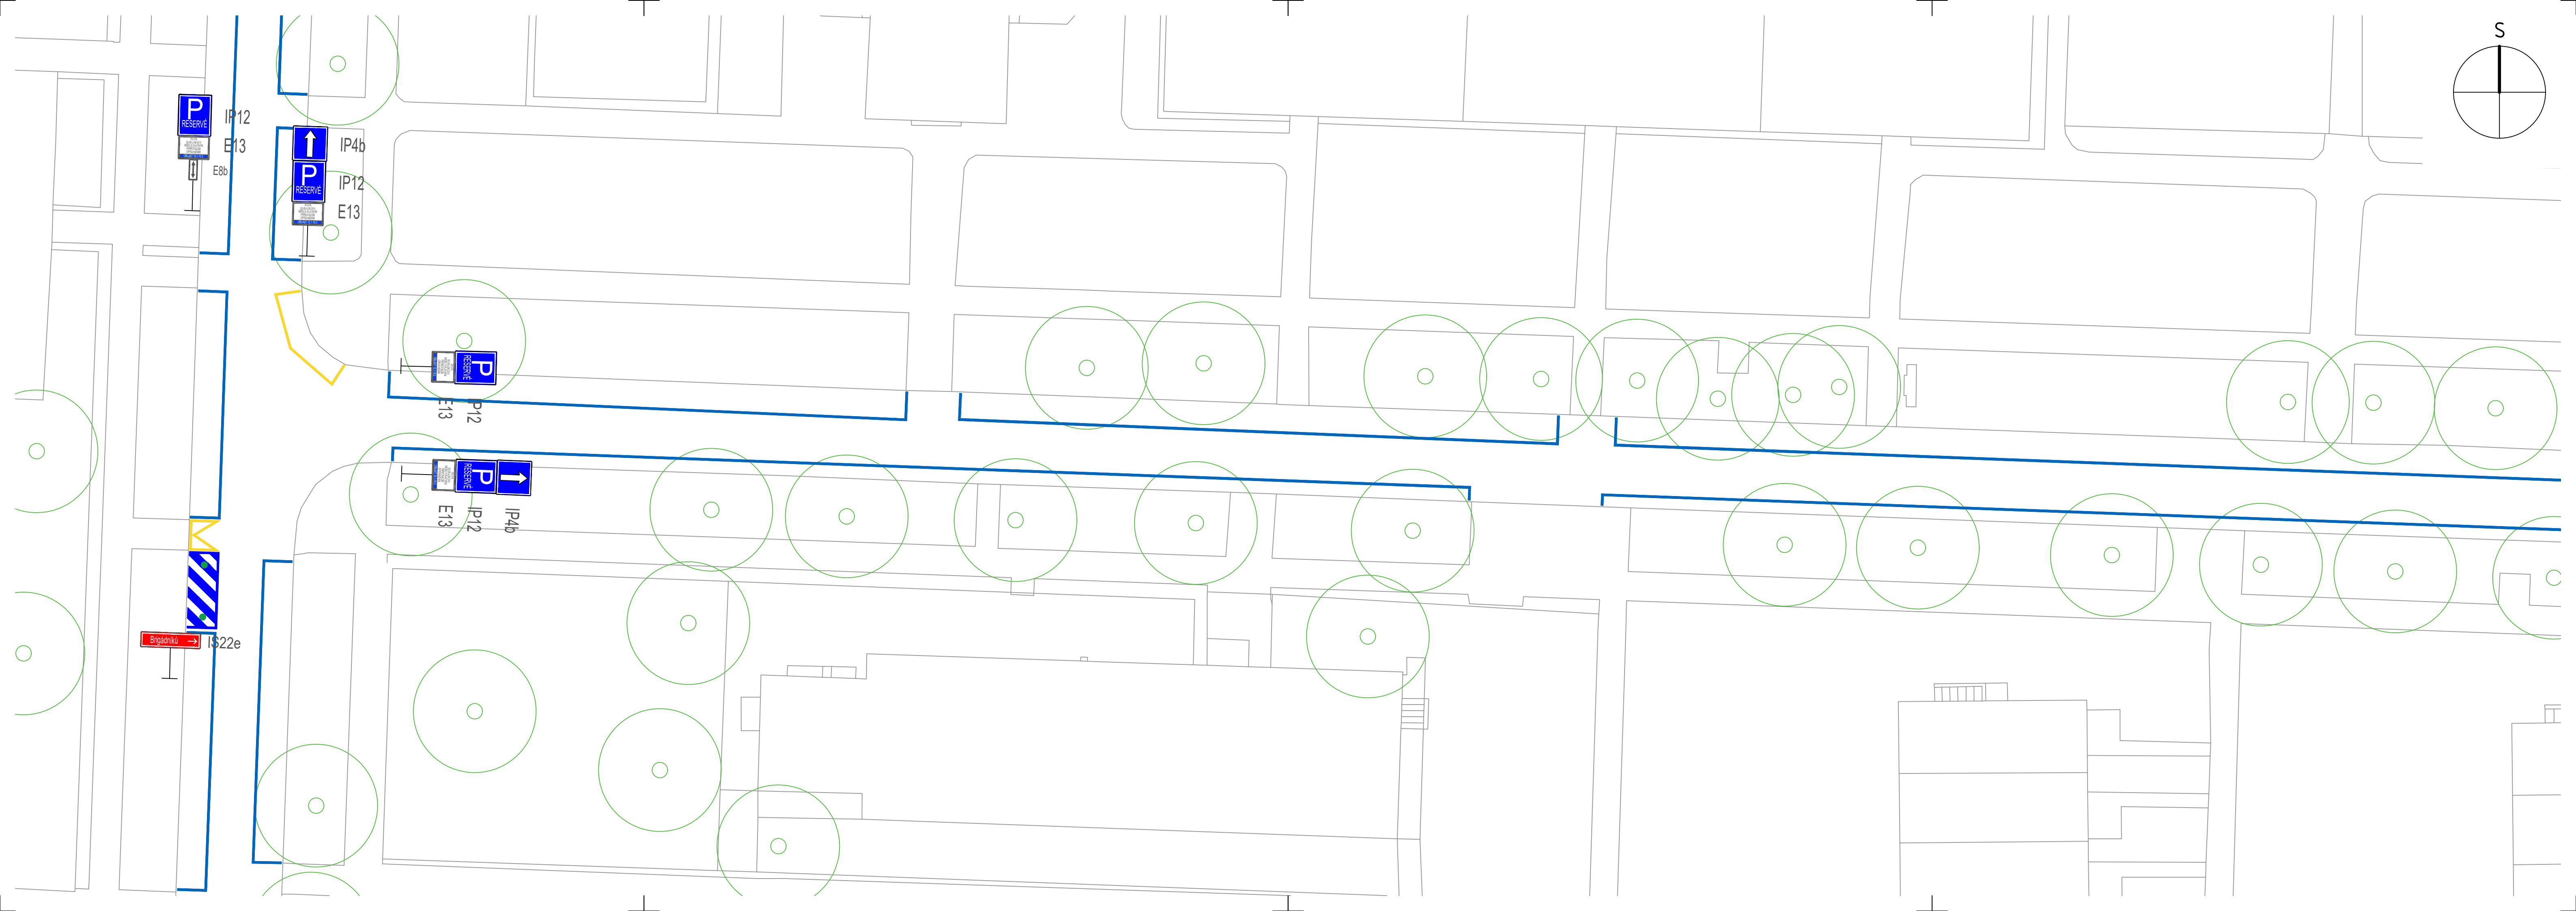 S
P
RESERVÉ
IP12
E13
E8b
IP4b
P
RESERVÉ
IP12
E13
P
RESERVÉ
E13
IP12
P
RESERVÉ
E13
IP12
IP4b
Brigádníků
IS22e